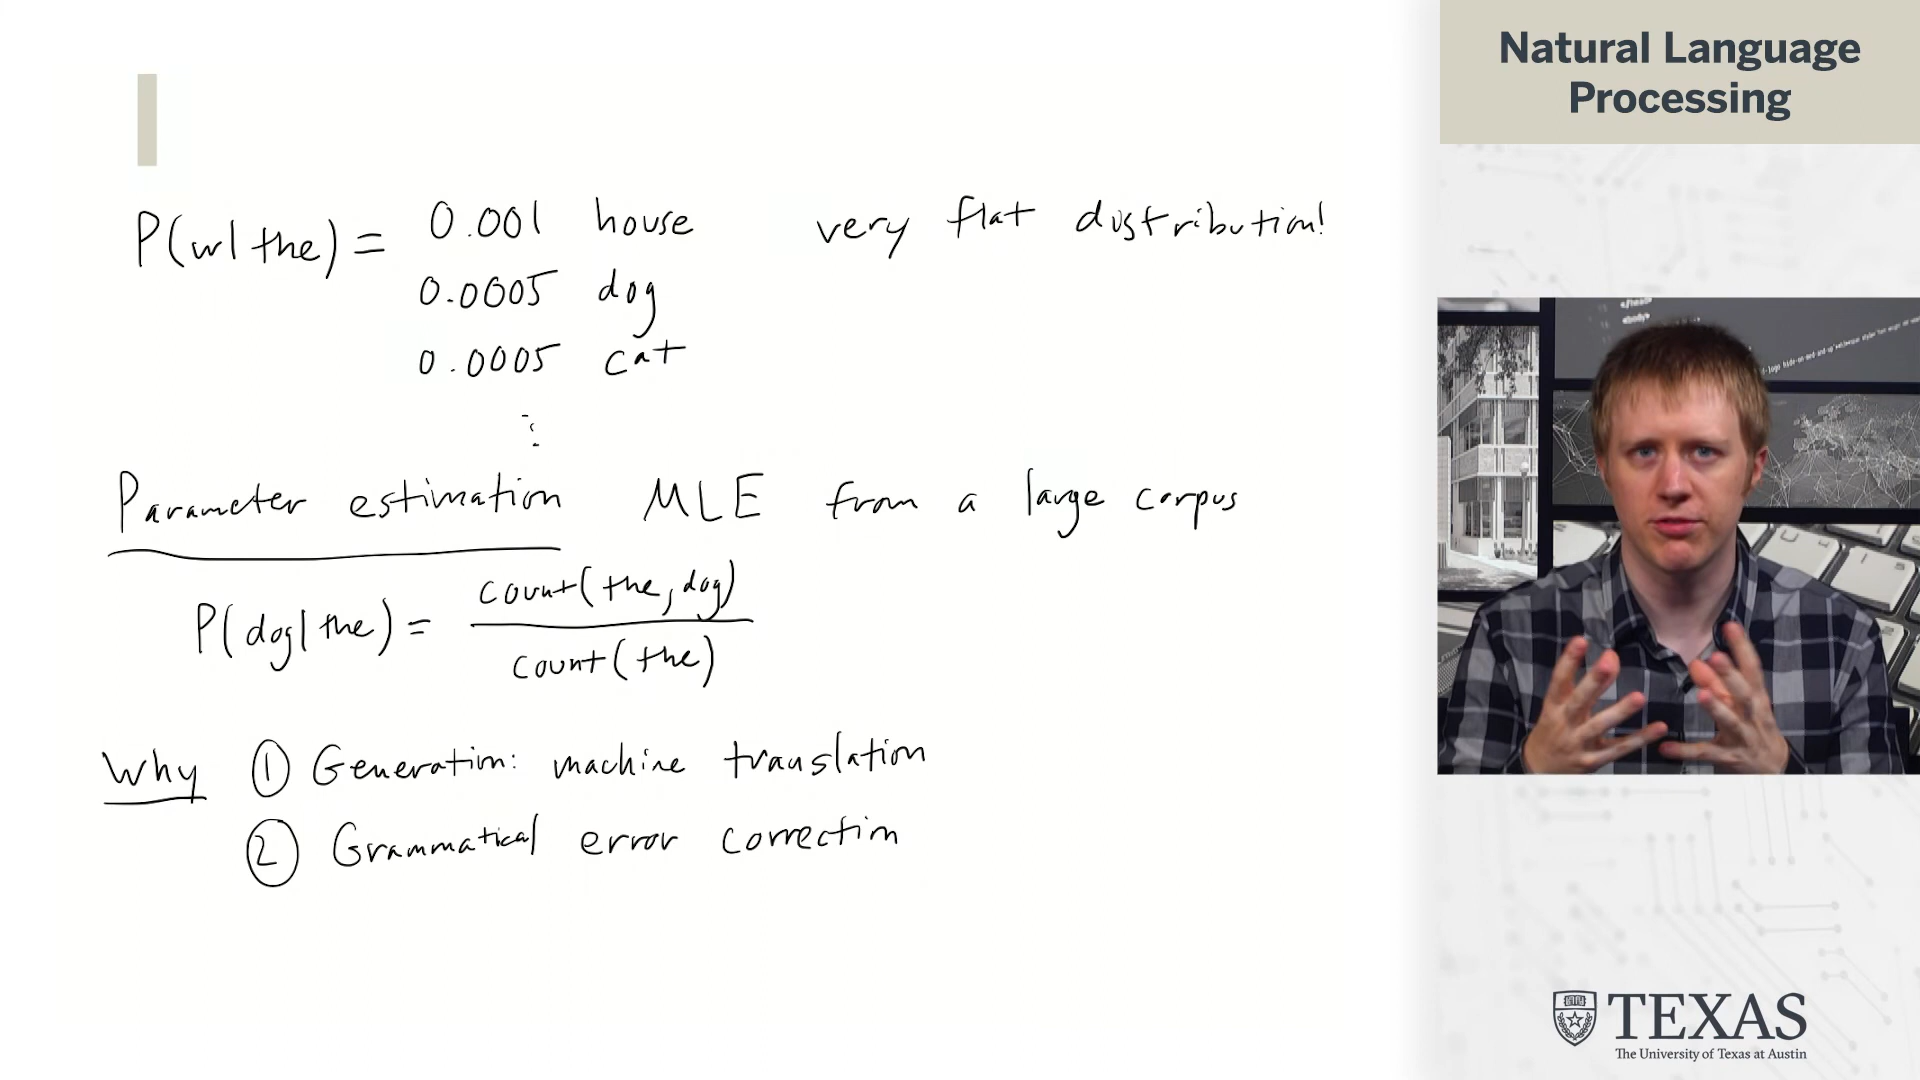 Natural Language
Processing
P(w|the) = 0.001 house very flat distribution!
0.0005 dog
0.0005 cat
⋮
Parameter estimation MLE from a large corpus
P(dog|the) = count(the, dog)
count(the)
Why ① Generation: machine translation
② Grammatical error correction
TEXAS
The University of Texas at Austin